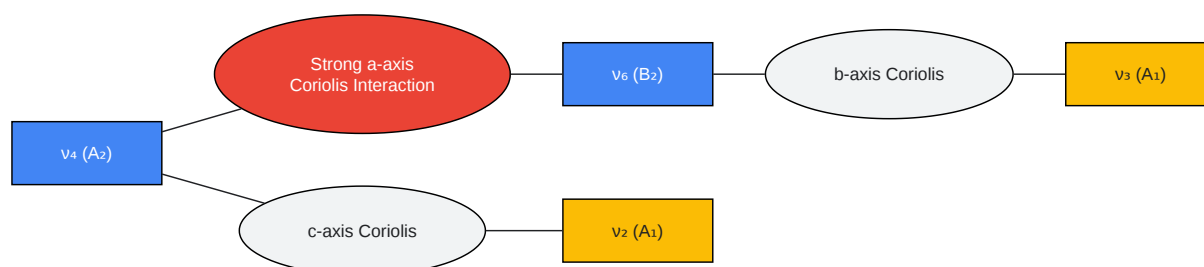 Strong a-axis
Coriolis Interaction
ν₆ (B₂)
b-axis Coriolis
ν₃ (A₁)
ν₄ (A₂)
c-axis Coriolis
ν₂ (A₁)